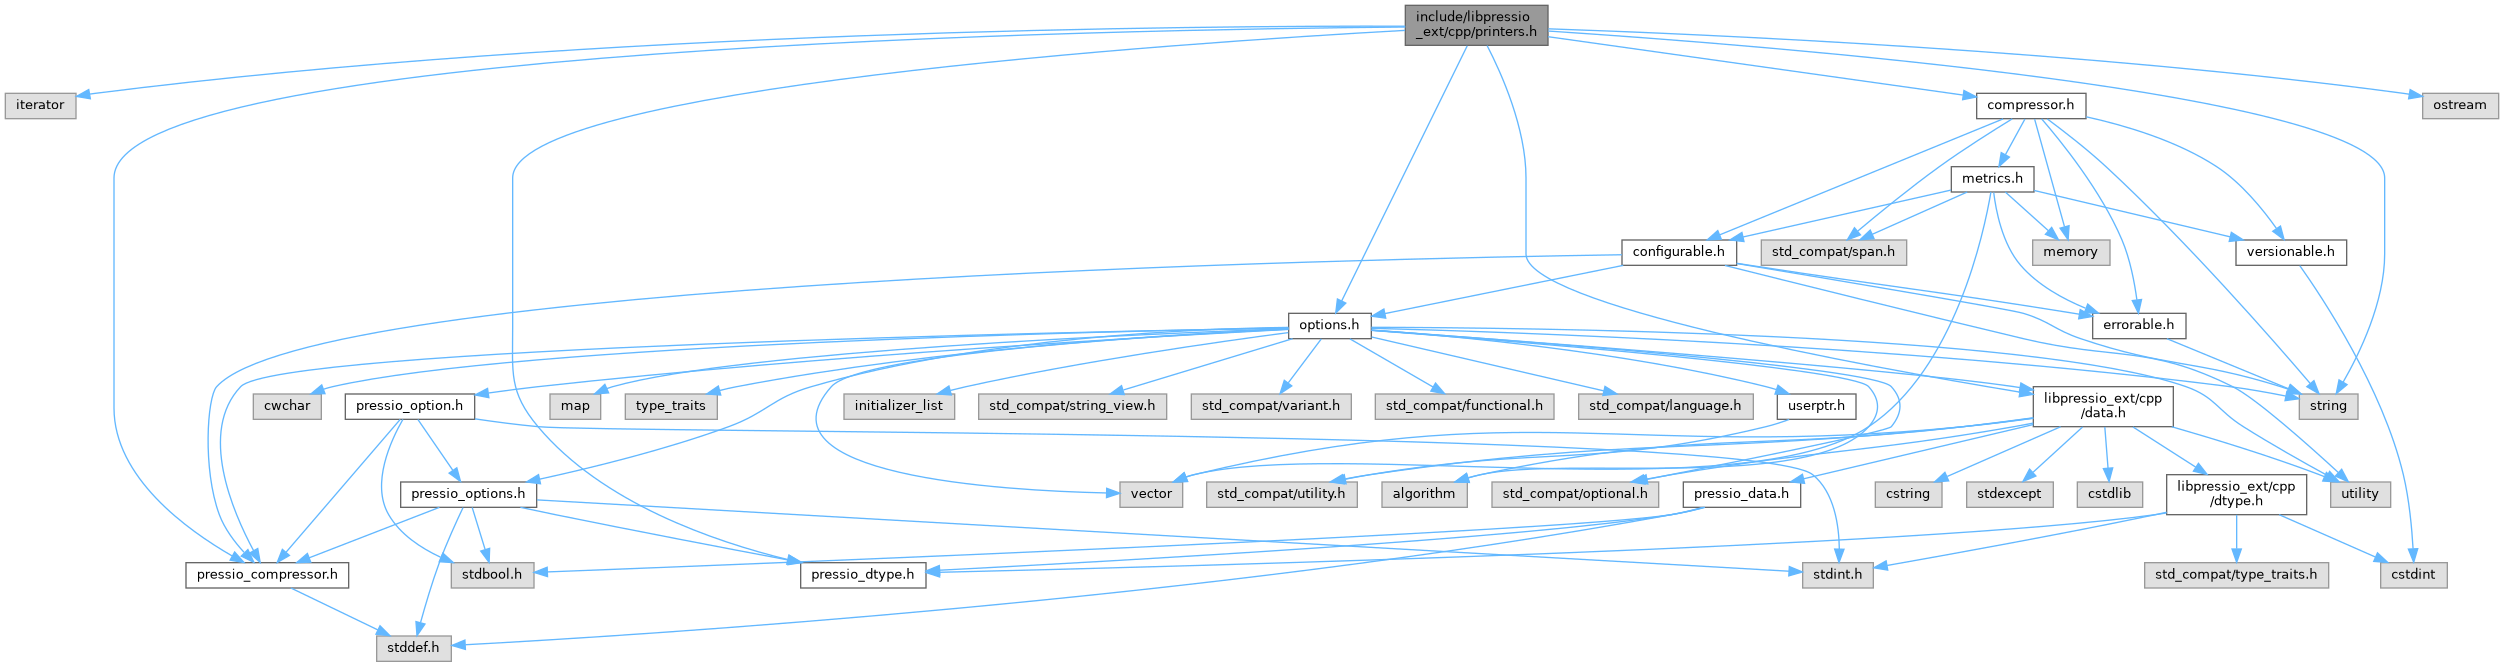 include/libpressio
_ext/cpp/printers.h
iterator
compressor.h
ostream
metrics.h
configurable.h
std_compat/span.h
memory
versionable.h
options.h
errorable.h
cwchar
pressio_option.h
map
type_traits
initializer_list
std_compat/string_view.h
std_compat/variant.h
std_compat/functional.h
std_compat/language.h
userptr.h
libpressio_ext/cpp
/data.h
string
pressio_options.h
vector
std_compat/utility.h
algorithm
std_compat/optional.h
pressio_data.h
cstring
stdexcept
cstdlib
libpressio_ext/cpp
/dtype.h
utility
pressio_compressor.h
stdbool.h
pressio_dtype.h
stdint.h
std_compat/type_traits.h
cstdint
stddef.h